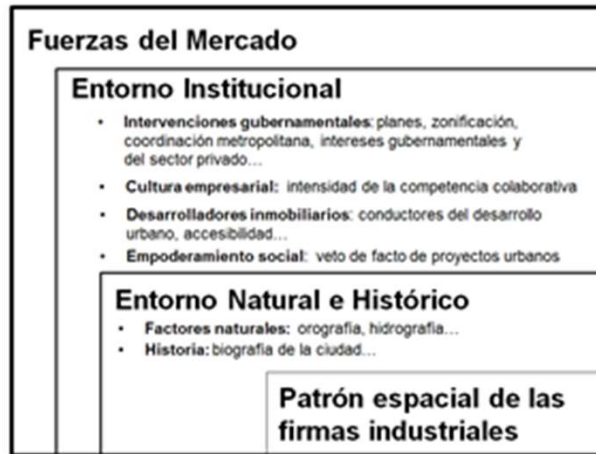 Fuerzas del Mercado
Entorno Institucional
• Intervenciones gubernamentales: planes, zonificación,
coordinación metropolitana, intereses gubernamentales y
del sector privado…
• Cultura empresarial: intensidad de la competencia colaborativa
• Desarrolladores inmobiliarios: conductores del desarrollo
urbano, accesibilidad…
• Empoderamiento social: veto de facto de proyectos urbanos
Entorno Natural e Histórico
• Factores naturales: orografía, hidrografía…
• Historia: biografía de la ciudad…
Patrón espacial de las
firmas industriales